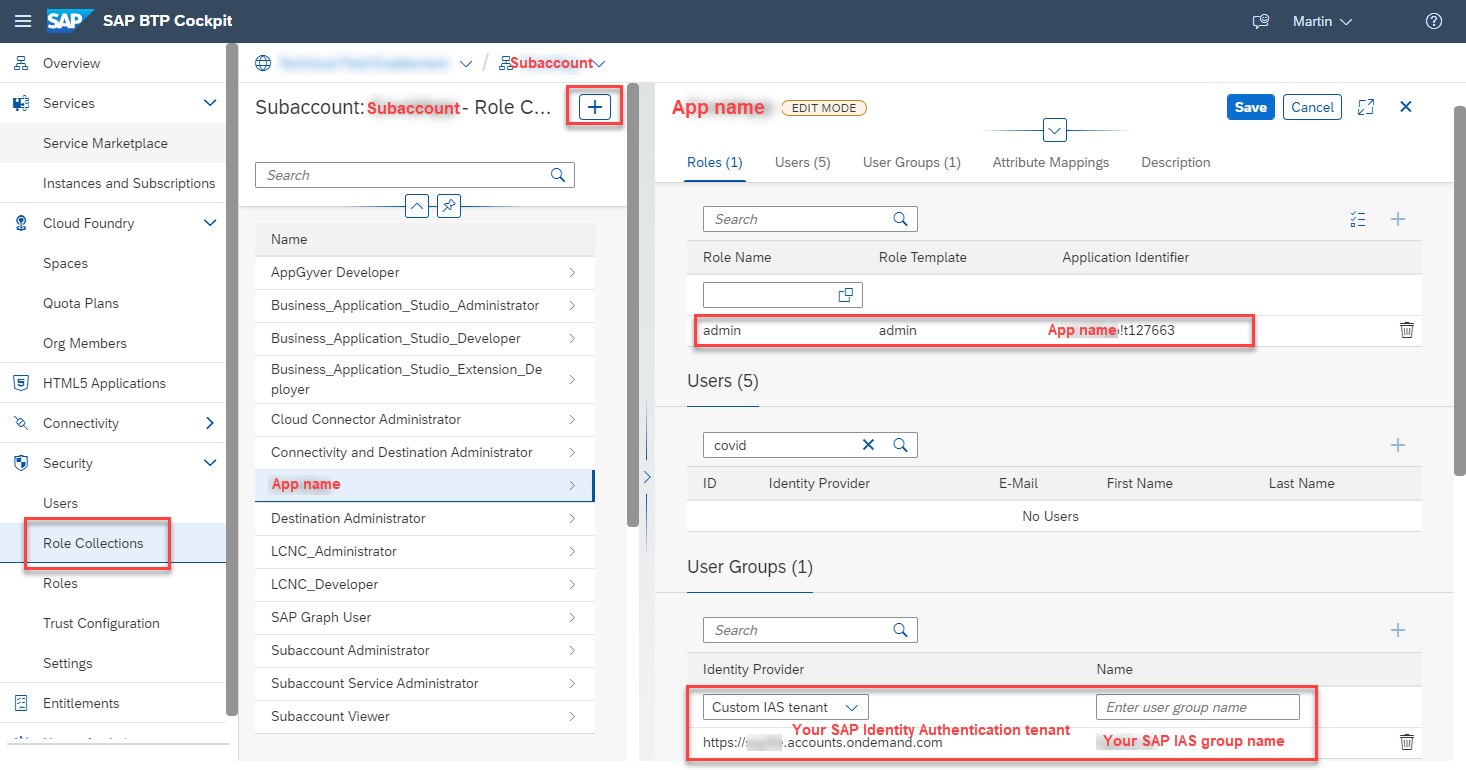 SAP SAP BTP Cockpit
Martin
Overview
Services
Service Marketplace
Instances and Subscriptions
Cloud Foundry
Spaces
Quota Plans
Org Members
HTML5 Applications
Connectivity
Security
Users
Role Collections
Roles
Trust Configuration
Settings
Entitlements
/ Subaccount
Subaccount: Subaccount - Role C...
Search
Name
AppGyver Developer
Business_Application_Studio_Administrator
Business_Application_Studio_Developer
Business_Application_Studio_Extension_De
ployer
Cloud Connector Administrator
Connectivity and Destination Administrator
App name
Destination Administrator
LCNC_Administrator
LCNC_Developer
SAP Graph User
Subaccount Administrator
Subaccount Service Administrator
Subaccount Viewer
App name EDIT MODE Save Cancel
Roles (1) Users (5) User Groups (1) Attribute Mappings Description
Search
Role Name Role Template Application Identifier
admin admin App name !t127663
Users (5)
covid
ID Identity Provider E-Mail First Name Last Name
No Users
User Groups (1)
Search
Identity Provider Name
Custom IAS tenant Enter user group name
Your SAP Identity Authentication tenant
https:// .accounts.ondemand.com Your SAP IAS group name